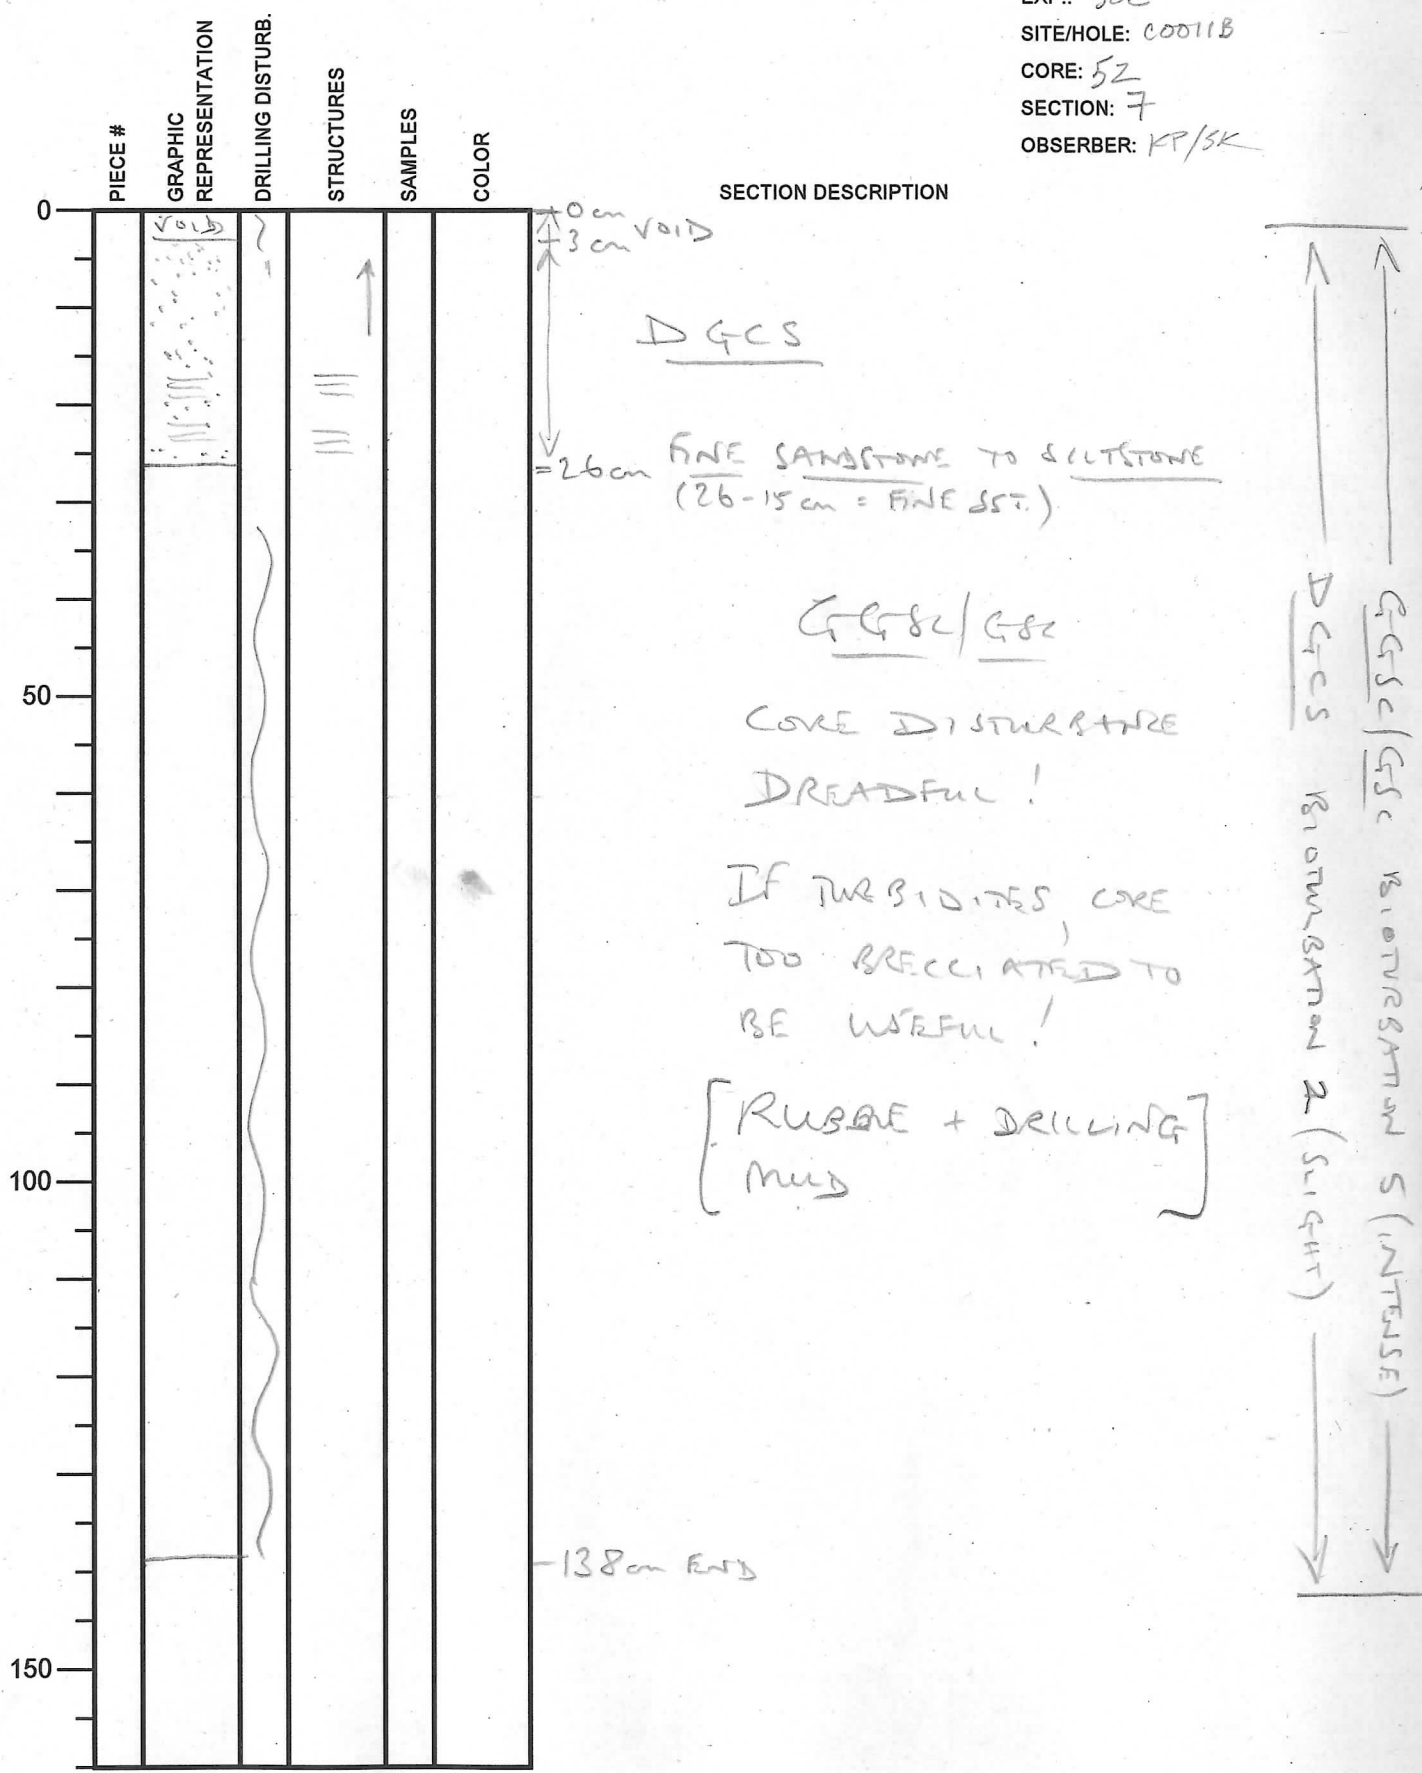 SITE/HOLE: C0011B
CORE: 52
SECTION: 7
OBSERBER: KP/SK
PIECE #
GRAPHIC
REPRESENTATION
DRILLING DISTURB.
STRUCTURES
SAMPLES
COLOR
SECTION DESCRIPTION
0
50
100
150
VOID
0 cm
3 cm VOID
DGCS
=26cm FINE SANDSTONE TO SILTSTONE
(26-15 cm = FINE SST.)
GGSc/GSc
CORE DISTURBANCE
DREADFUL!
IF TURBIDITES, CORE
TOO BRECCIATED TO
BE USEFUL!
[RUBBLE + DRILLING
MUD]
138cm END
DGCS BIOTURBATION 2 (SLIGHT)
GGSc/GSc BIOTURBATION 5 (INTENSE)